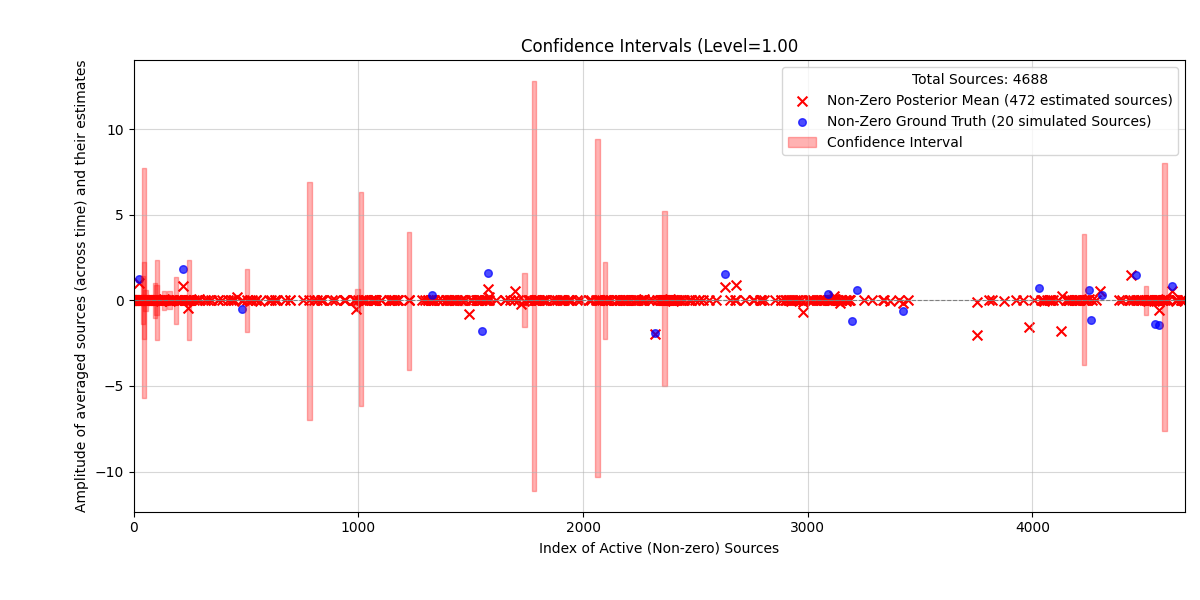 Confidence Intervals (Level=1.00
Total Sources: 4688
Non-Zero Posterior Mean (472 estimated sources)
Non-Zero Ground Truth (20 simulated Sources)
Confidence Interval
Amplitude of averaged sources (across time) and their estimates
10
5
0
−5
−10
0 1000 2000 3000 4000
Index of Active (Non-zero) Sources